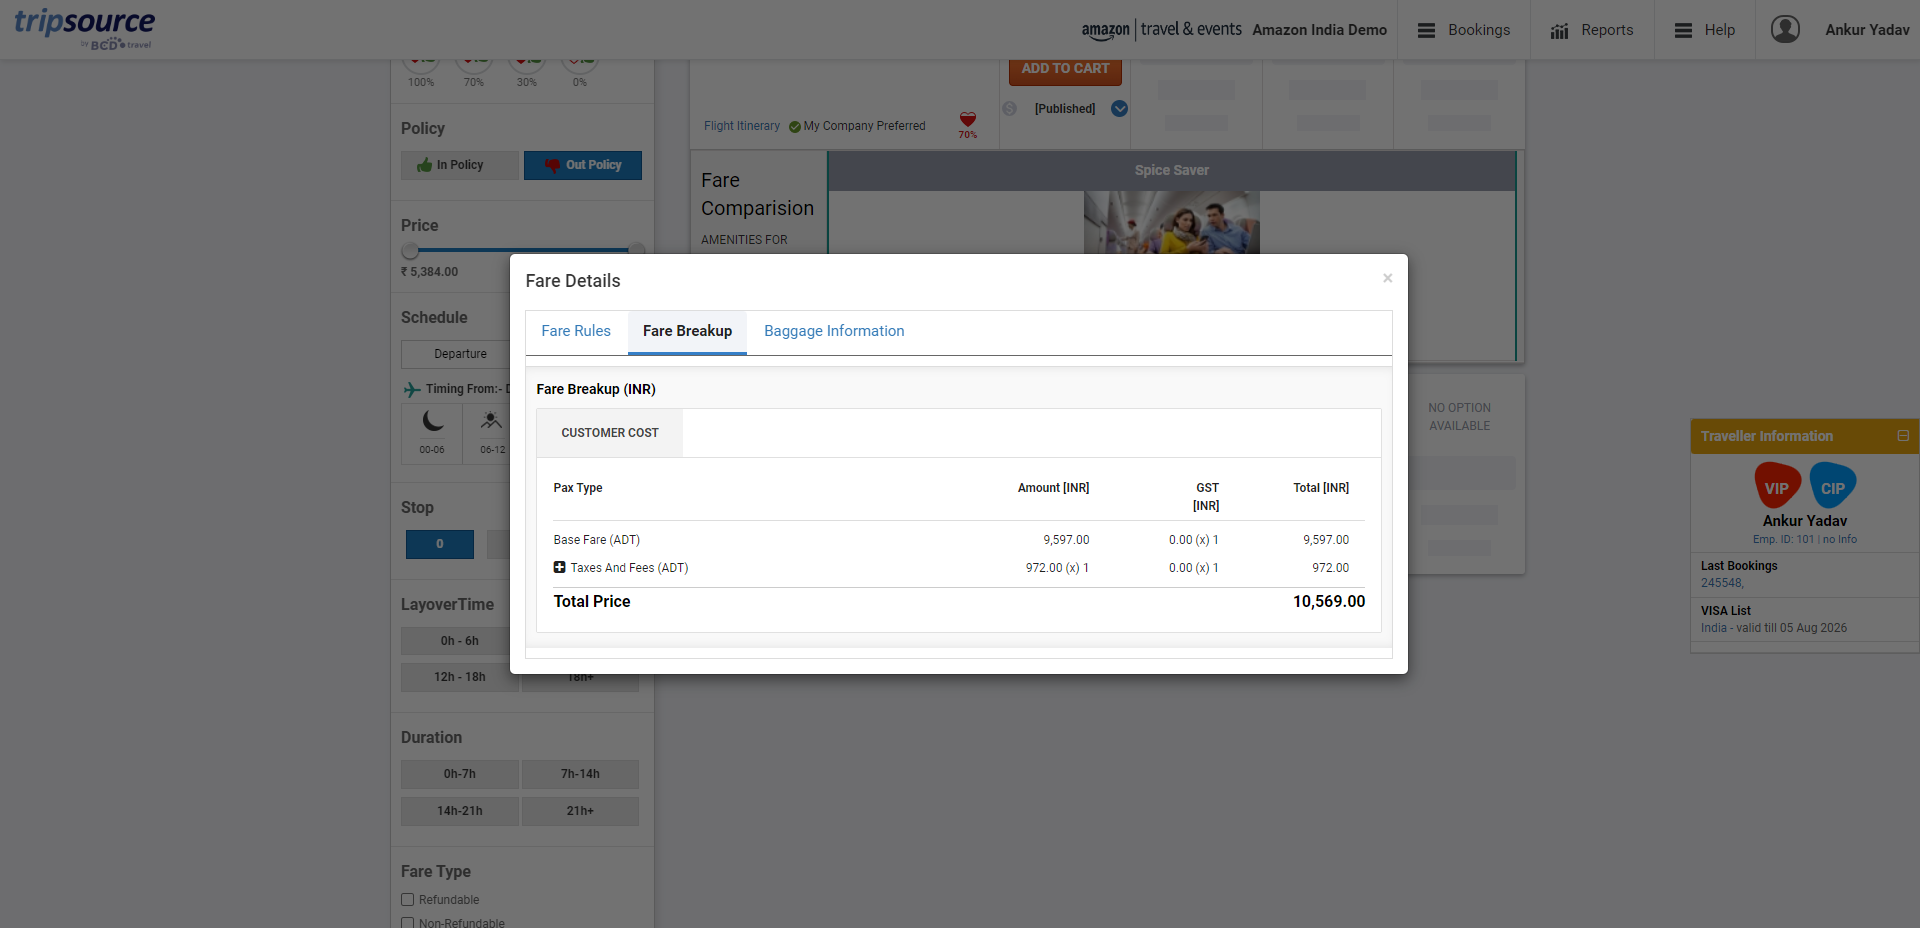 tripsource
by BCD travel
amazon travel & events
Amazon India Demo
Bookings
Reports
Help
Ankur Yadav
100%
70%
30%
0%
Policy
In Policy
Out Policy
Price
₹ 5,384.00
Schedule
Departure
Timing From:-
00-06
06-12
Stop
0
LayoverTime
0h - 6h
12h - 18h
18h+
Duration
0h-7h
7h-14h
14h-21h
21h+
Fare Type
Refundable
Non-Refundable
ADD TO CART
[Published]
Flight Itinerary
My Company Preferred
70%
Fare
Comparision
AMENITIES FOR
Spice Saver
Fare Details
×
Fare Rules
Fare Breakup
Baggage Information
Fare Breakup (INR)
CUSTOMER COST
Pax Type Amount [INR] GST [INR] Total [INR]
Base Fare (ADT) 9,597.00 0.00 (x) 1 9,597.00
Taxes And Fees (ADT) 972.00 (x) 1 0.00 (x) 1 972.00
Total Price 10,569.00
NO OPTION
AVAILABLE
Traveller Information
VIP
CIP
Ankur Yadav
Emp. ID: 101 | no Info
Last Bookings
245548,
VISA List
India - valid till 05 Aug 2026